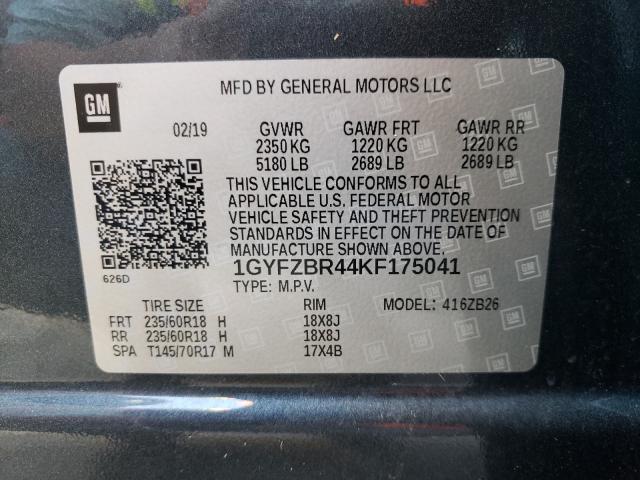 GM
MFD BY GENERAL MOTORS LLC
02/19 GVWR GAWR FRT GAWR RR
2350 KG 1220 KG 1220 KG
5180 LB 2689 LB 2689 LB
THIS VEHICLE CONFORMS TO ALL
APPLICABLE U.S. FEDERAL MOTOR
VEHICLE SAFETY AND THEFT PREVENTION
STANDARDS IN EFFECT ON THE DATE OF
MANUFACTURE SHOWN ABOVE.
1GYFZBR44KF175041
626D
TYPE: M.P.V.
TIRE SIZE RIM MODEL: 416ZB26
FRT 235/60R18 H 18X8J
RR 235/60R18 H 18X8J
SPA T145/70R17 M 17X4B